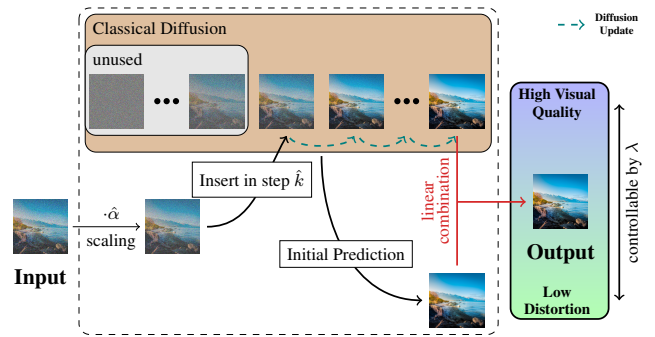 Classical Diffusion
Diffusion
Update
unused
High Visual
Quality
Insert in step k̂
·α̂
scaling
Input
linear
combination
Initial Prediction
Output
Low
Distortion
controllable by λ